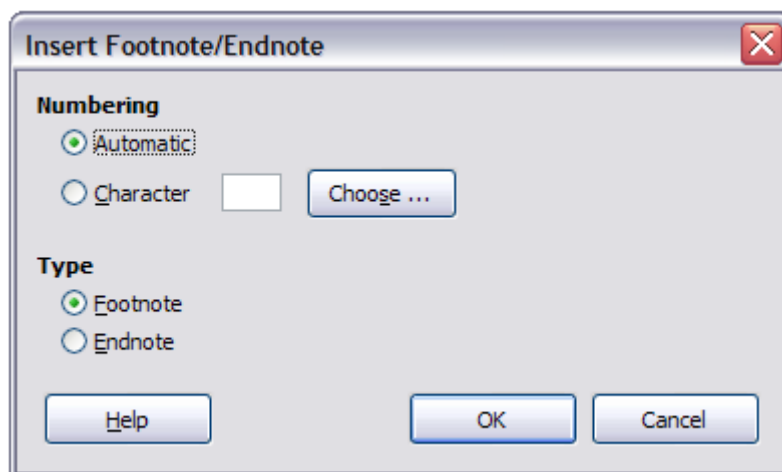 Insert Footnote/Endnote
Numbering
Automatic
Character Choose ...
Type
Footnote
Endnote
Help OK Cancel